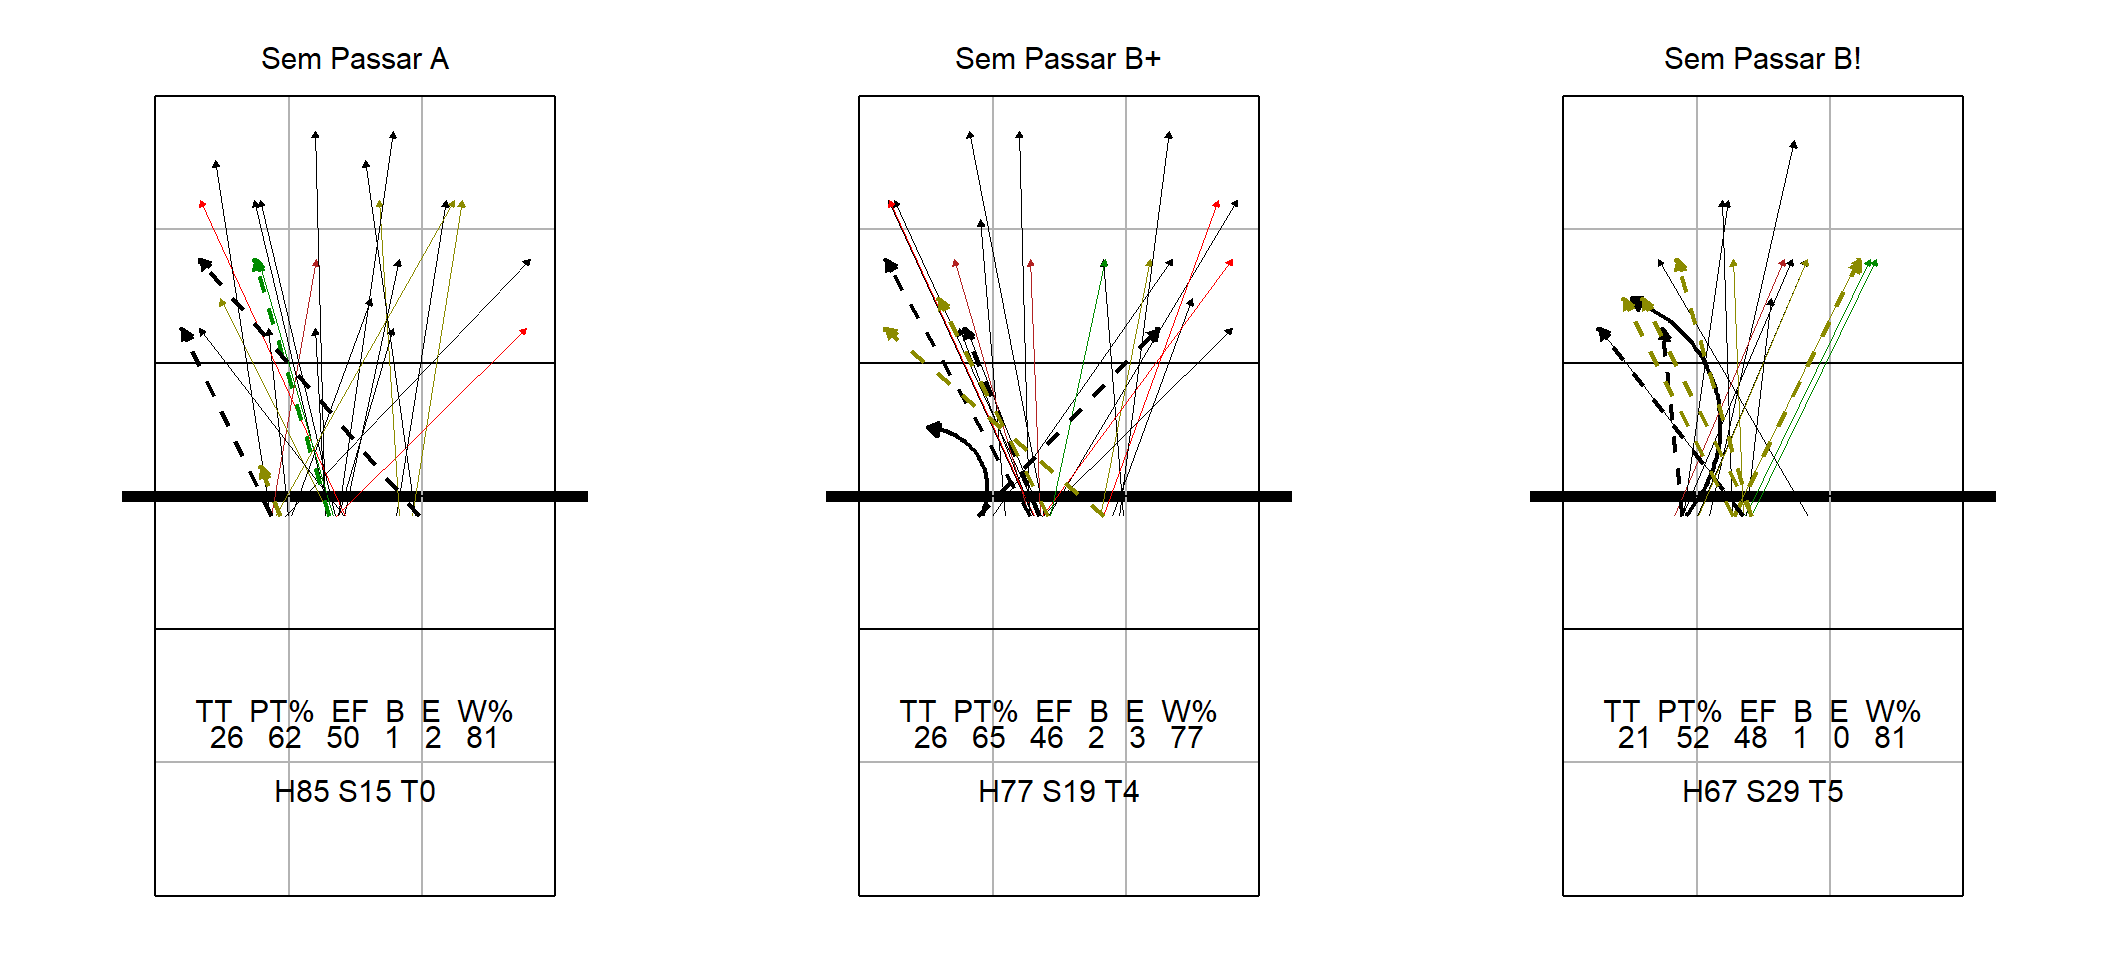 Sem Passar A
TT PT% EF B E W%
26 62 50 1 2 81
H85 S15 T0
Sem Passar B+
TT PT% EF B E W%
26 65 46 2 3 77
H77 S19 T4
Sem Passar B!
TT PT% EF B E W%
21 52 48 1 0 81
H67 S29 T5